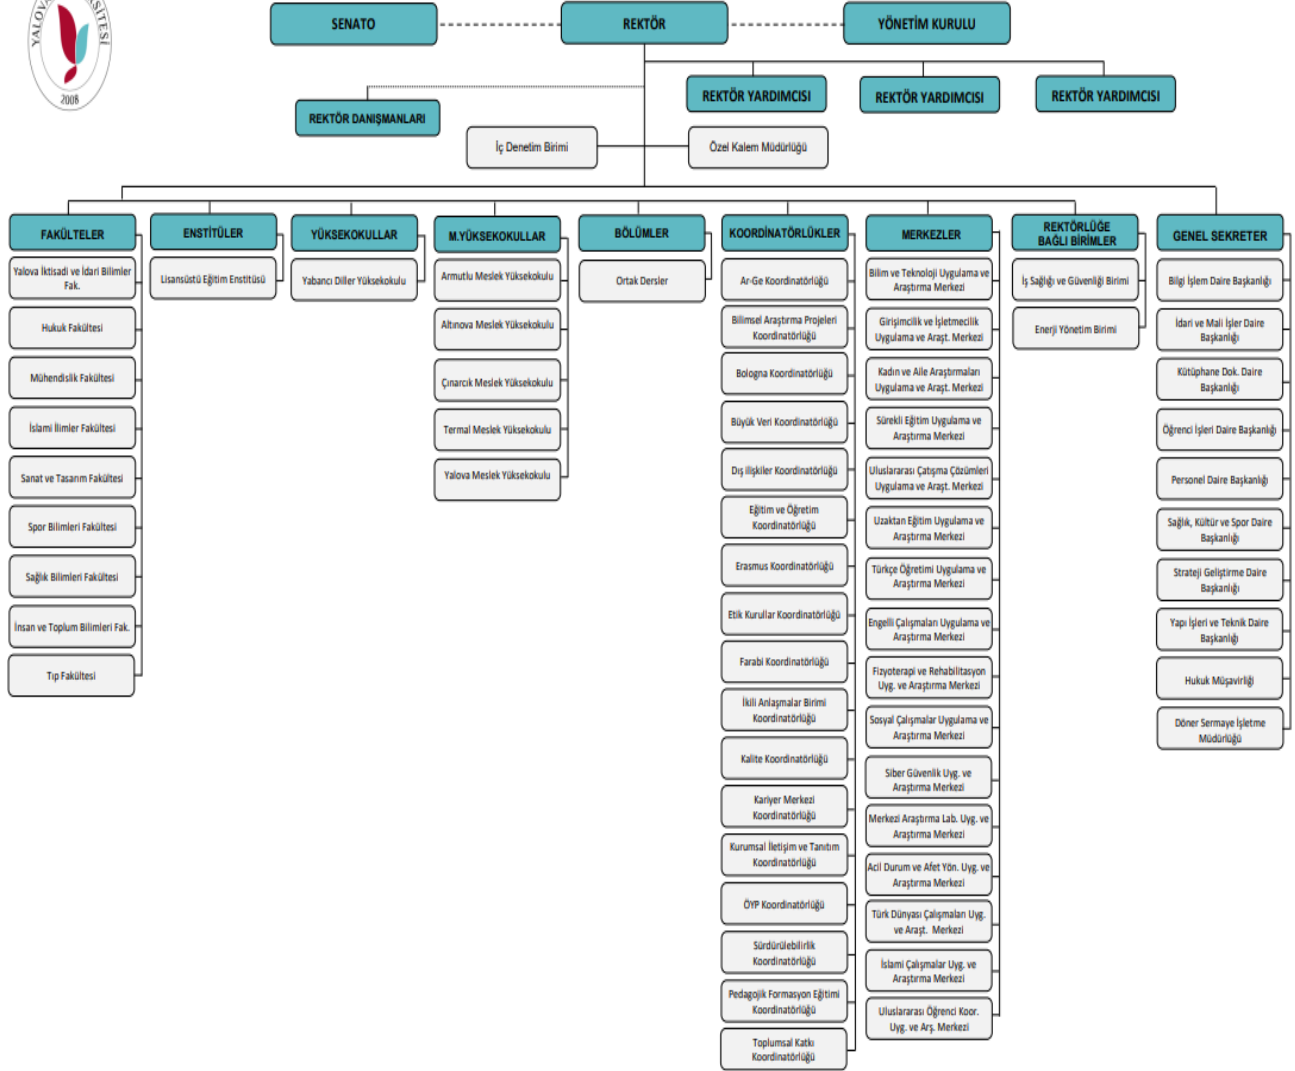 2008
SENATO
REKTÖR
YÖNETİM KURULU
REKTÖR YARDIMCISI
REKTÖR YARDIMCISI
REKTÖR YARDIMCISI
REKTÖR DANIŞMANLARI
İç Denetim Birimi
Özel Kalem Müdürlüğü
FAKÜLTELER
Yalova İktisadi ve İdari Bilimler
Fak.
Hukuk Fakültesi
Mühendislik Fakültesi
İslami İlimler Fakültesi
Sanat ve Tasarım Fakültesi
Spor Bilimleri Fakültesi
Sağlık Bilimleri Fakültesi
İnsan ve Toplum Bilimleri Fak.
Tıp Fakültesi
ENSTİTÜLER
Lisansüstü Eğitim Enstitüsü
YÜKSEKOKULLAR
Yabancı Diller Yüksekokulu
M.YÜKSEKOKULLAR
Armutlu Meslek Yüksekokulu
Altınova Meslek Yüksekokulu
Çınarcık Meslek Yüksekokulu
Termal Meslek Yüksekokulu
Yalova Meslek Yüksekokulu
BÖLÜMLER
Ortak Dersler
KOORDİNATÖRLÜKLER
Ar-Ge Koordinatörlüğü
Bilimsel Araştırma Projeleri
Koordinatörlüğü
Bologna Koordinatörlüğü
Büyük Veri Koordinatörlüğü
Dış ilişkiler Koordinatörlüğü
Eğitim ve Öğretim
Koordinatörlüğü
Erasmus Koordinatörlüğü
Etik Kurullar Koordinatörlüğü
Farabi Koordinatörlüğü
İkili Anlaşmalar Birimi
Koordinatörlüğü
Kalite Koordinatörlüğü
Kariyer Merkezi
Koordinatörlüğü
Kurumsal İletişim ve Tanıtım
Koordinatörlüğü
ÖYP Koordinatörlüğü
Sürdürülebilirlik
Koordinatörlüğü
Pedagojik Formasyon Eğitimi
Koordinatörlüğü
Toplumsal Katkı
Koordinatörlüğü
MERKEZLER
Bilim ve Teknoloji Uygulama ve
Araştırma Merkezi
Girişimcilik ve İşletmecilik
Uygulama ve Araşt. Merkezi
Kadın ve Aile Araştırmaları
Uygulama ve Araşt. Merkezi
Sürekli Eğitim Uygulama ve
Araştırma Merkezi
Uluslararası Çatışma Çözümleri
Uygulama ve Araşt. Merkezi
Uzaktan Eğitim Uygulama ve
Araştırma Merkezi
Türkçe Öğretimi Uygulama ve
Araştırma Merkezi
Engelli Çalışmaları Uygulama ve
Araştırma Merkezi
Fizyoterapi ve Rehabilitasyon
Uyg. ve Araştırma Merkezi
Sosyal Çalışmalar Uygulama ve
Araştırma Merkezi
Siber Güvenlik Uyg. ve
Araştırma Merkezi
Merkezi Araştırma Lab. Uyg. ve
Araştırma Merkezi
Acil Durum ve Afet Yön. Uyg. ve
Araştırma Merkezi
Türk Dünyası Çalışmaları Uyg.
ve Araşt. Merkezi
İslami Çalışmalar Uyg. ve
Araştırma Merkezi
Uluslararası Öğrenci Koor.
Uyg. ve Arş. Merkezi
REKTÖRLÜĞE
BAĞLI BİRİMLER
İş Sağlığı ve Güvenliği Birimi
Enerji Yönetim Birimi
GENEL SEKRETER
Bilgi İşlem Daire Başkanlığı
İdari ve Mali İşler Daire
Başkanlığı
Kütüphane Dok. Daire
Başkanlığı
Öğrenci İşleri Daire Başkanlığı
Personel Daire Başkanlığı
Sağlık, Kültür ve Spor Daire
Başkanlığı
Strateji Geliştirme Daire
Başkanlığı
Yapı İşleri ve Teknik Daire
Başkanlığı
Hukuk Müşavirliği
Döner Sermaye İşletme
Müdürlüğü